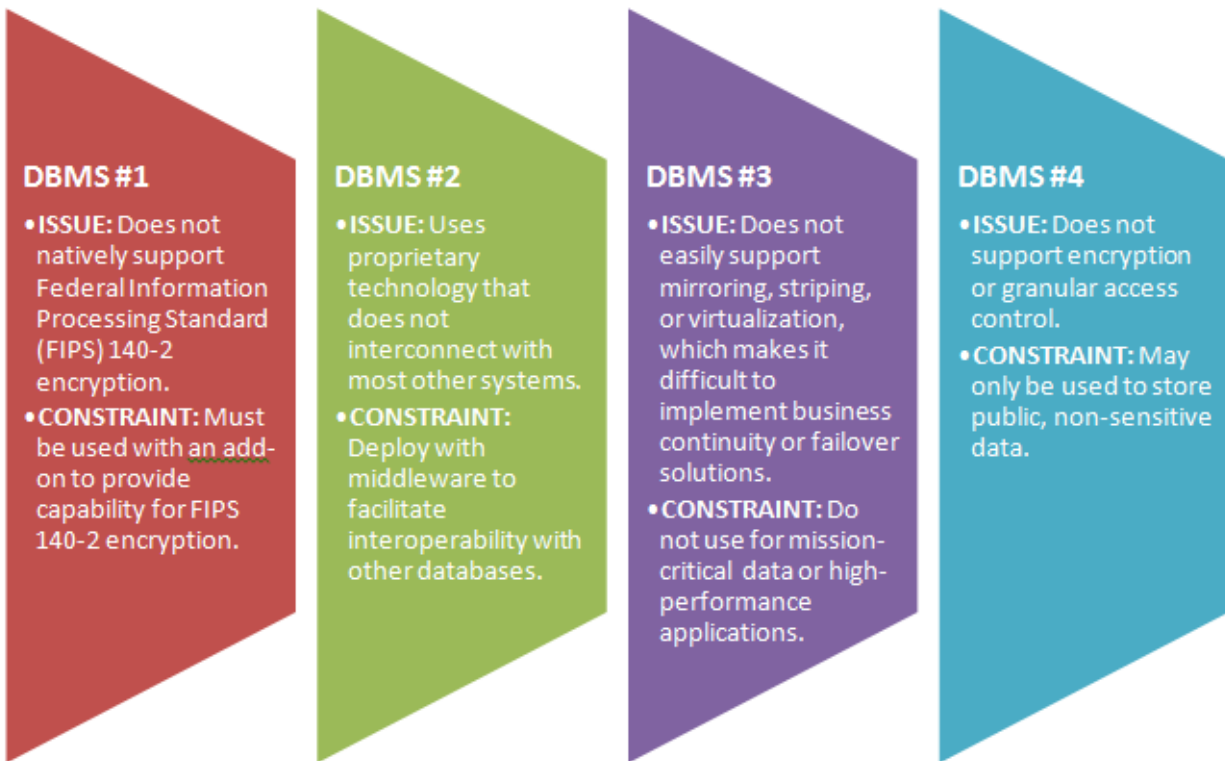 DBMS #1
•ISSUE: Does not
natively support
Federal Information
Processing Standard
(FIPS) 140-2
encryption.
•CONSTRAINT: Must
be used with an add-
on to provide
capability for FIPS
140-2 encryption.
DBMS #2
•ISSUE: Uses
proprietary
technology that
does not
interconnect with
most other systems.
•CONSTRAINT:
Deploy with
middleware to
facilitate
interoperability with
other databases.
DBMS #3
•ISSUE: Does not
easily support
mirroring, striping,
or virtualization,
which makes it
difficult to
implement business
continuity or failover
solutions.
•CONSTRAINT: Do
not use for mission-
critical data or high-
performance
applications.
DBMS #4
•ISSUE: Does not
support encryption
or granular access
control.
•CONSTRAINT: May
only be used to store
public, non-sensitive
data.